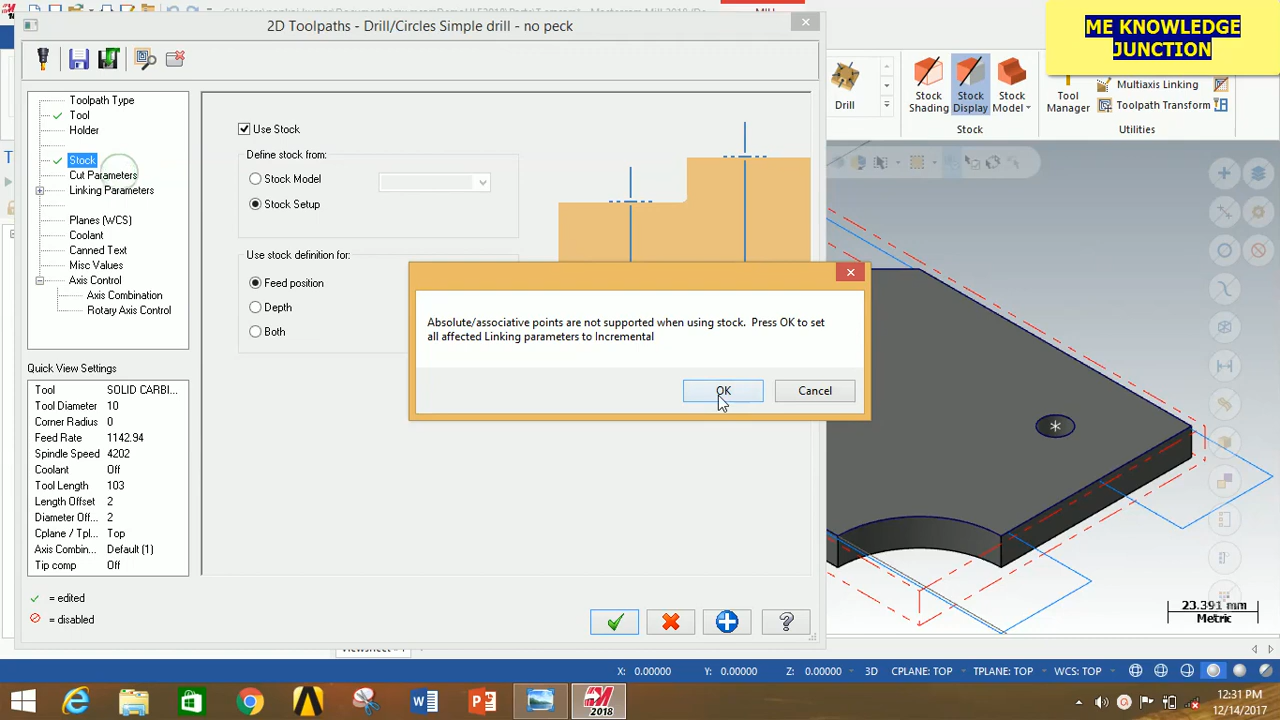 2D Toolpaths - Drill/Circles Simple drill - no peck
ME KNOWLEDGE
JUNCTION
Toolpath Type
Tool
Holder
Stock
Cut Parameters
Linking Parameters
Planes (WCS)
Coolant
Canned Text
Misc Values
Axis Control
Axis Combination
Rotary Axis Control
Use Stock
Define stock from:
Stock Model
Stock Setup
Use stock definition for:
Feed position
Depth
Both
Absolute/associative points are not supported when using stock. Press OK to set
all affected Linking parameters to Incremental
OK
Cancel
Quick View Settings
Tool SOLID CARBI...
Tool Diameter 10
Corner Radius 0
Feed Rate 1142.94
Spindle Speed 4202
Coolant Off
Tool Length 103
Length Offset 2
Diameter Off... 2
Cplane / Tpl... Top
Axis Combin... Default (1)
Tip comp Off
= edited
= disabled
Drill
Stock
Shading
Stock
Display
Stock
Model
Stock
Tool
Manager
Multiaxis Linking
Toolpath Transform
Utilities
23.391 mm
Metric
X: 0.00000 Y: 0.00000 Z: 0.00000 3D CPLANE: TOP TPLANE: TOP WCS: TOP
2018
12:31 PM
12/14/2017